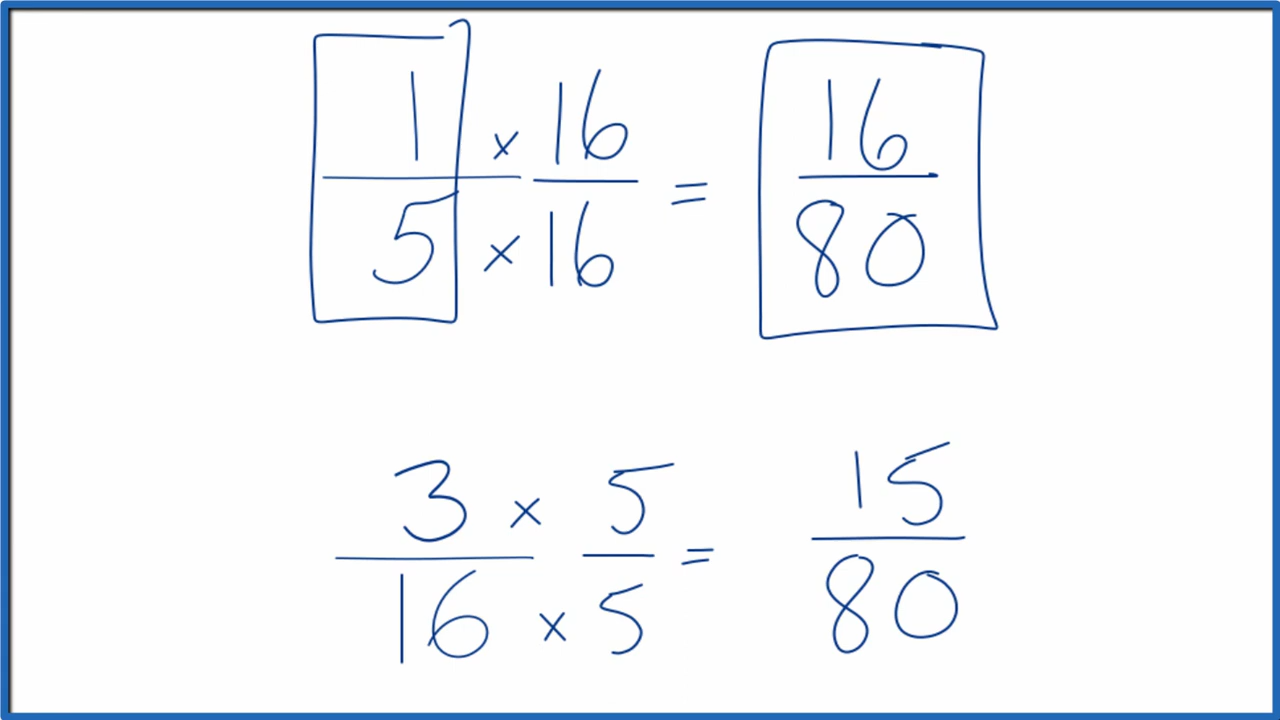 1 × 16 = 16
5 × 16 80
3 × 5 = 15
16 × 5 80